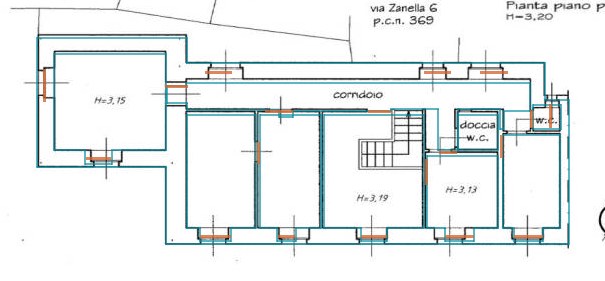 via Zanella 6
p.c.n. 369
Pianta piano p
H=3,20
H=3,15
corridoio
doccia
w.c.
w.c.
H=3,19
H=3,13